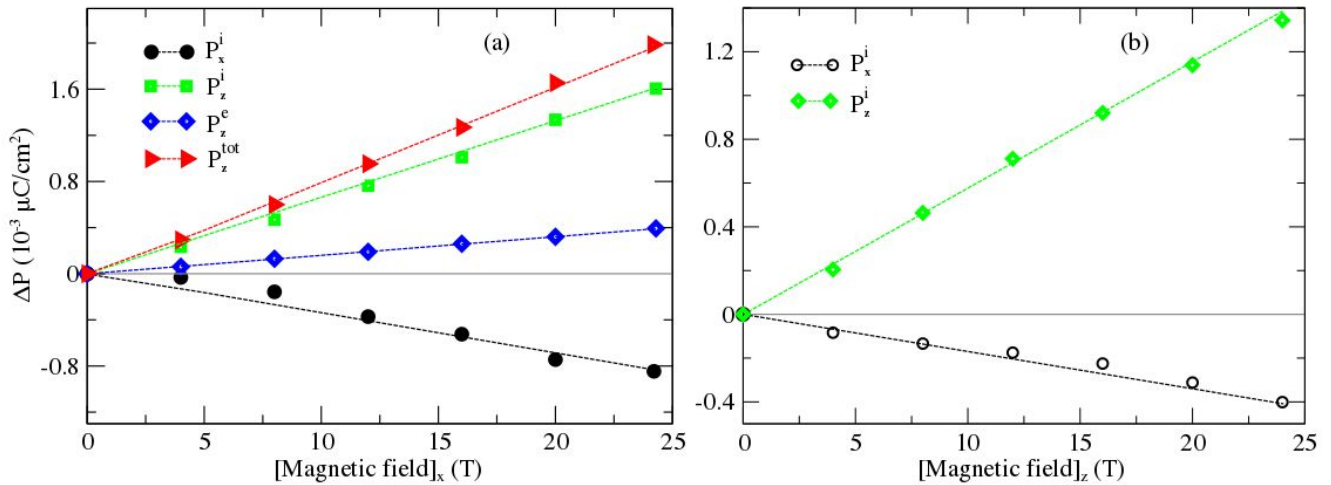 (a)
P_x^i
P_z^i
P_z^e
P_z^tot
1.6
0.8
0
-0.8
ΔP (10⁻³ μC/cm²)
0 5 10 15 20 25
[Magnetic field]ₓ (T)
(b)
P_x^i
P_z^i
1.2
0.8
0.4
0
-0.4
0 5 10 15 20 25
[Magnetic field]_z (T)